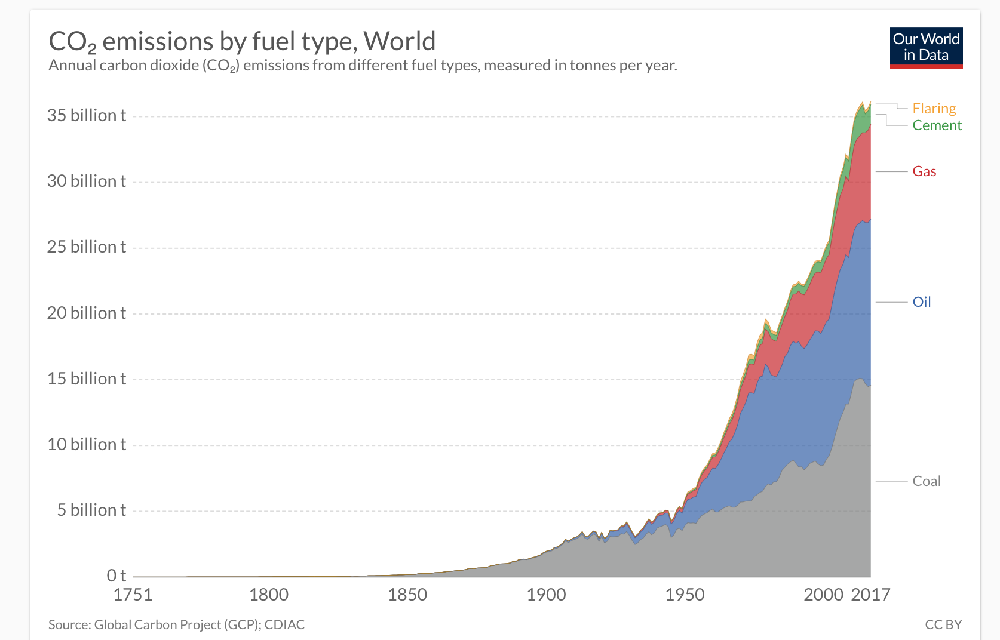 CO₂ emissions by fuel type, World
Annual carbon dioxide (CO₂) emissions from different fuel types, measured in tonnes per year.
Our World
in Data
35 billion t
30 billion t
25 billion t
20 billion t
15 billion t
10 billion t
5 billion t
0 t
Flaring
Cement
Gas
Oil
Coal
1751 1800 1850 1900 1950 2000 2017
Source: Global Carbon Project (GCP); CDIAC
CC BY